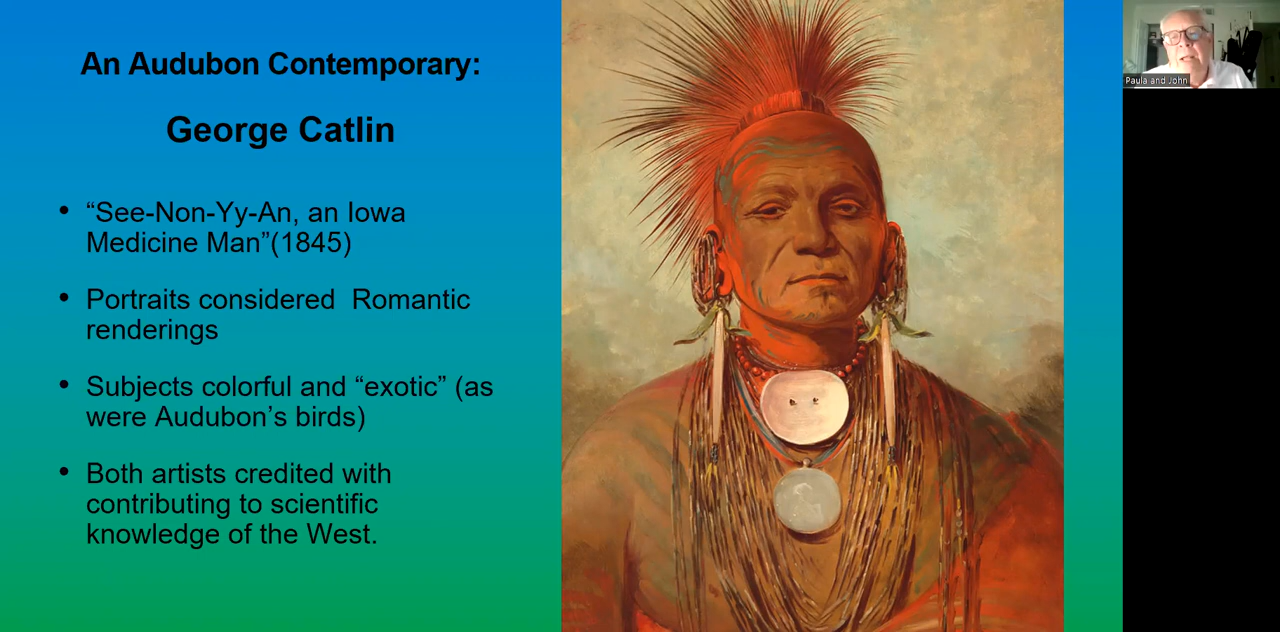 An Audubon Contemporary:
George Catlin
• “See-Non-Yy-An, an Iowa
Medicine Man”(1845)
• Portraits considered  Romantic
renderings
• Subjects colorful and “exotic” (as
were Audubon’s birds)
• Both artists credited with
contributing to scientific
knowledge of the West.
Paula and John